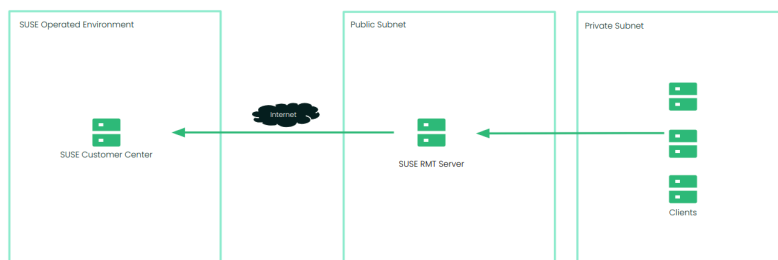 SUSE Operated Environment
Public Subnet
Private Subnet
Internet
SUSE Customer Center
SUSE RMT Server
Clients